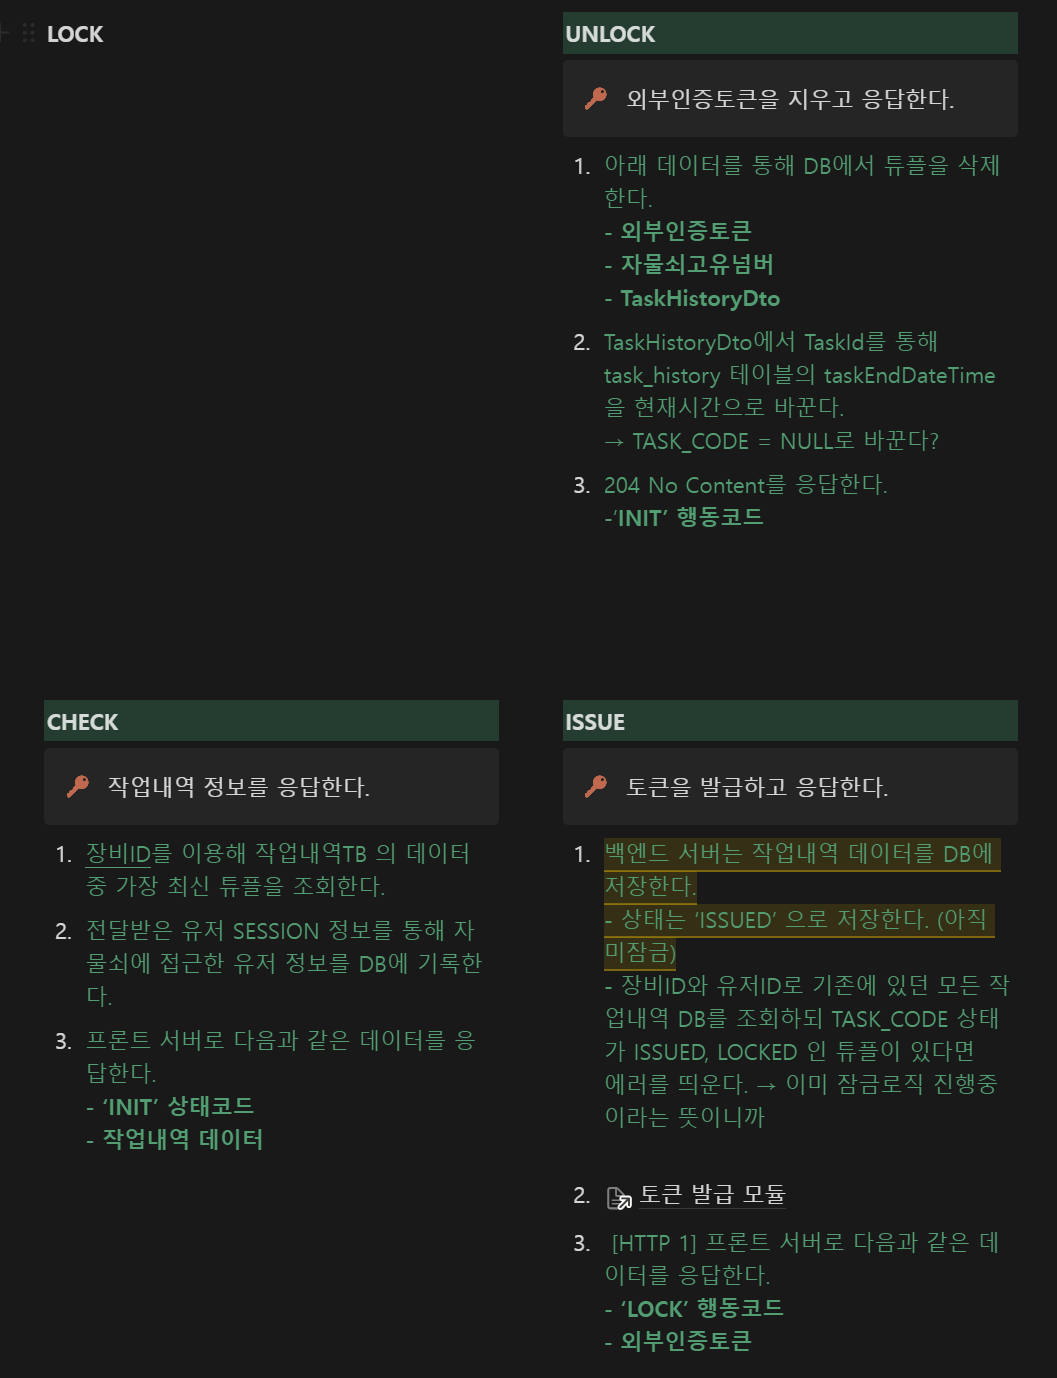 LOCK
UNLOCK
외부인증토큰을 지우고 응답한다.
1. 아래 데이터를 통해 DB에서 튜플을 삭제
한다.
- 외부인증토큰
- 자물쇠고유넘버
- TaskHistoryDto
2. TaskHistoryDto에서 TaskId를 통해
task_history 테이블의 taskEndDateTime
을 현재시간으로 바꾼다.
→ TASK_CODE = NULL로 바꾼다?
3. 204 No Content를 응답한다.
-'INIT’ 행동코드
CHECK
작업내역 정보를 응답한다.
1. 장비ID를 이용해 작업내역TB 의 데이터
중 가장 최신 튜플을 조회한다.
2. 전달받은 유저 SESSION 정보를 통해 자
물쇠에 접근한 유저 정보를 DB에 기록한
다.
3. 프론트 서버로 다음과 같은 데이터를 응
답한다.
- ‘INIT’ 상태코드
- 작업내역 데이터
ISSUE
토큰을 발급하고 응답한다.
1. 백엔드 서버는 작업내역 데이터를 DB에
저장한다.
- 상태는 ‘ISSUED’ 으로 저장한다. (아직
미잠금)
- 장비ID와 유저ID로 기존에 있던 모든 작
업내역 DB를 조회하되 TASK_CODE 상태
가 ISSUED, LOCKED 인 튜플이 있다면
에러를 띄운다. → 이미 잠금로직 진행중
이라는 뜻이니까
2. 토큰 발급 모듈
3. [HTTP 1] 프론트 서버로 다음과 같은 데
이터를 응답한다.
- ‘LOCK’ 행동코드
- 외부인증토큰